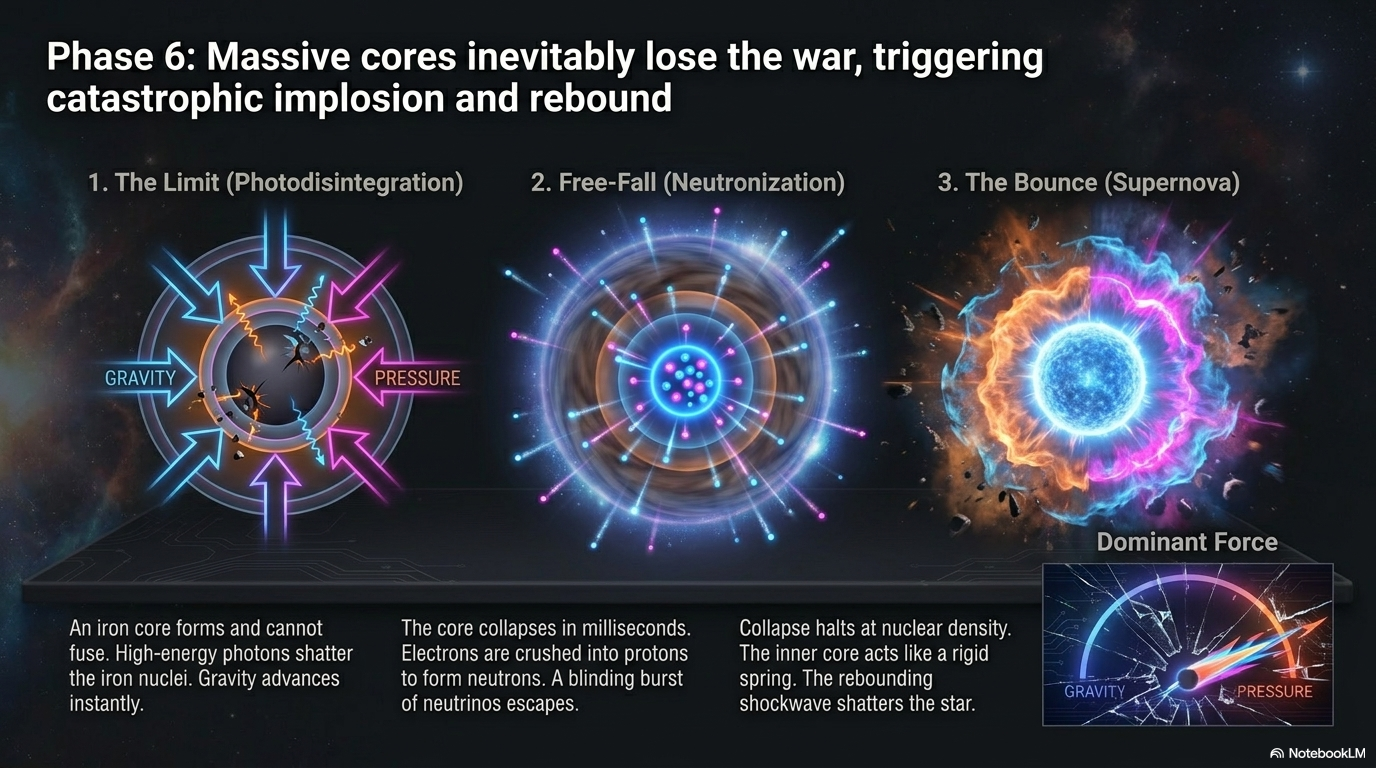 Phase 6: Massive cores inevitably lose the war, triggering
catastrophic implosion and rebound
1. The Limit (Photodisintegration)
GRAVITY
PRESSURE
An iron core forms and cannot
fuse. High-energy photons shatter
the iron nuclei. Gravity advances
instantly.
2. Free-Fall (Neutronization)
The core collapses in milliseconds.
Electrons are crushed into protons
to form neutrons. A blinding burst
of neutrinos escapes.
3. The Bounce (Supernova)
Collapse halts at nuclear density.
The inner core acts like a rigid
spring. The rebounding
shockwave shatters the star.
Dominant Force
GRAVITY
PRESSURE
NotebookLM